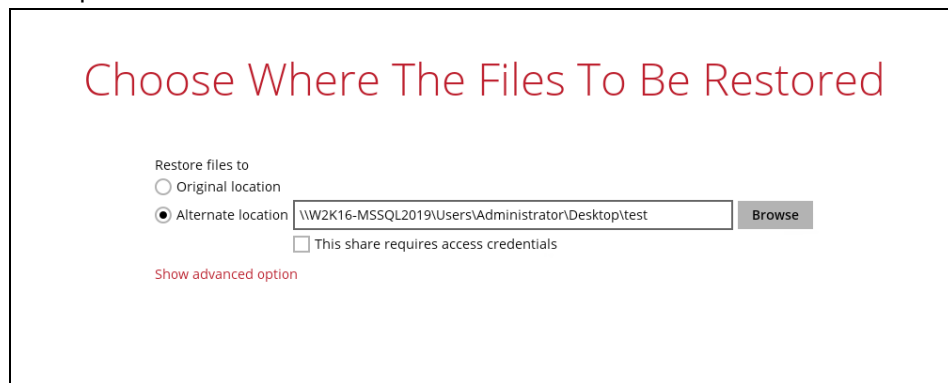 Choose Where The Files To Be Restored
Restore files to
Original location
Alternate location \\W2K16-MSSQL2019\Users\Administrator\Desktop\test Browse
This share requires access credentials
Show advanced option